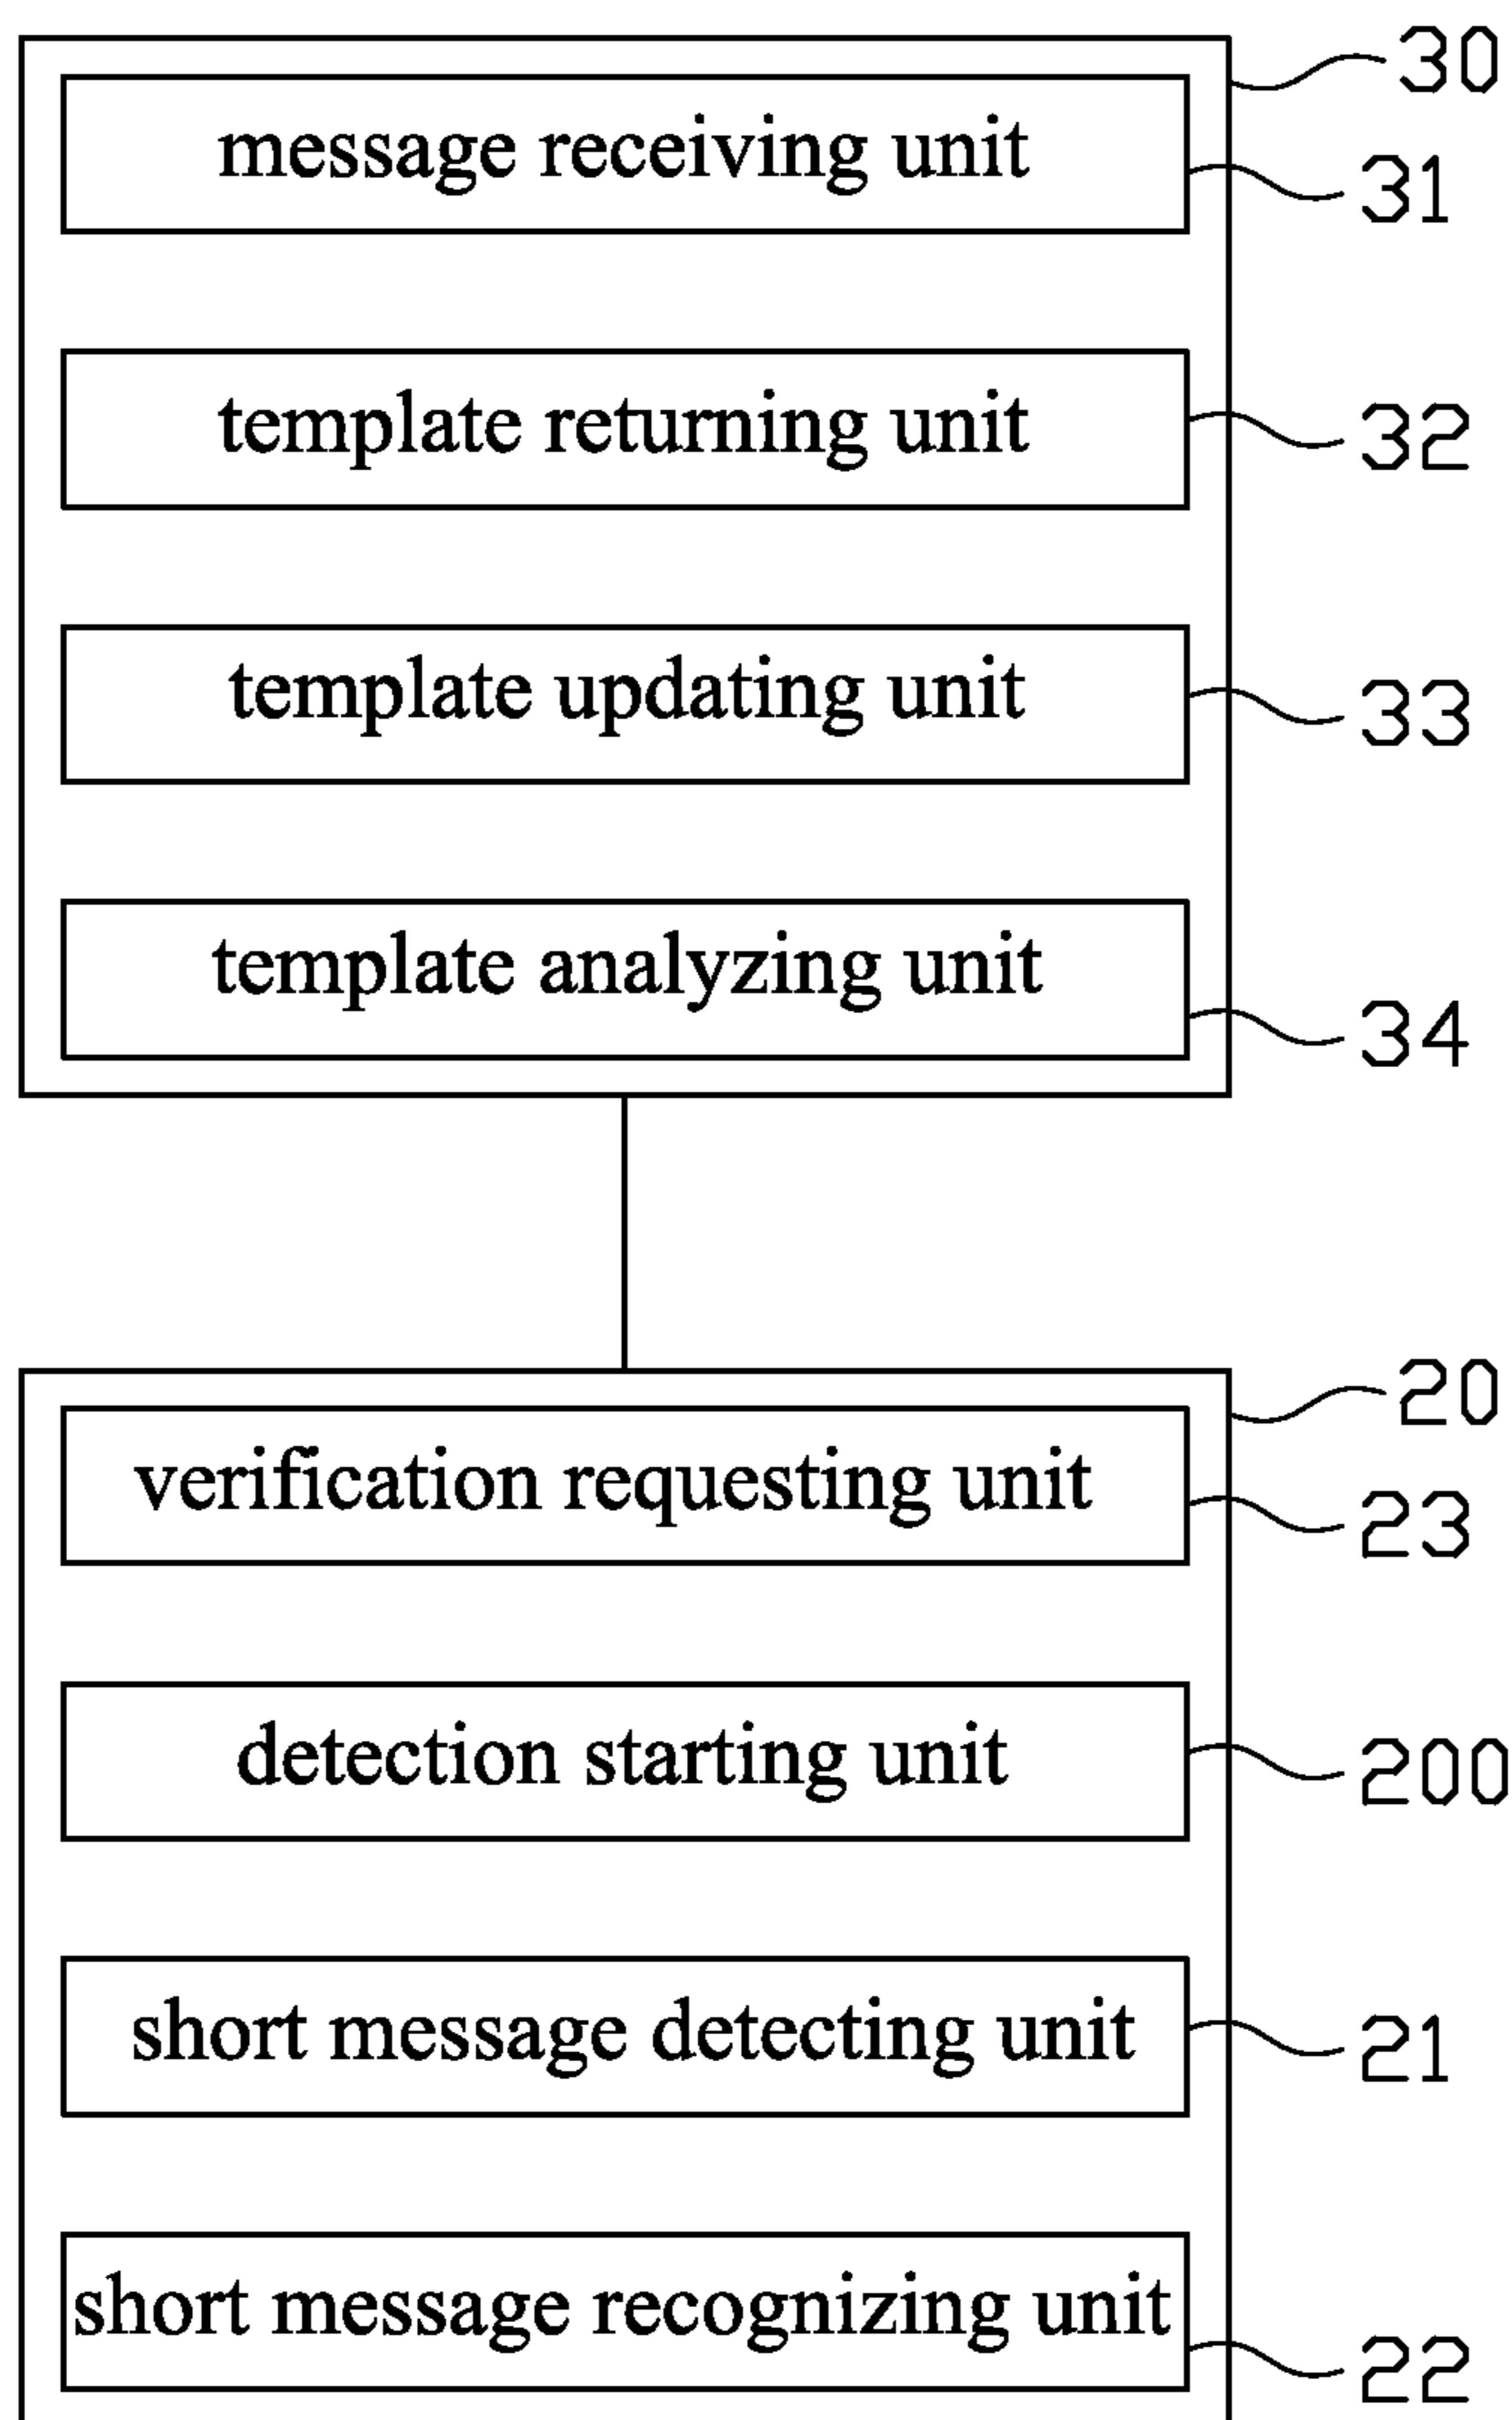 30
message receiving unit
31
template returning unit
32
template updating unit
33
template analyzing unit
34
20
verification requesting unit
23
detection starting unit
200
short message detecting unit
21
short message recognizing unit
22